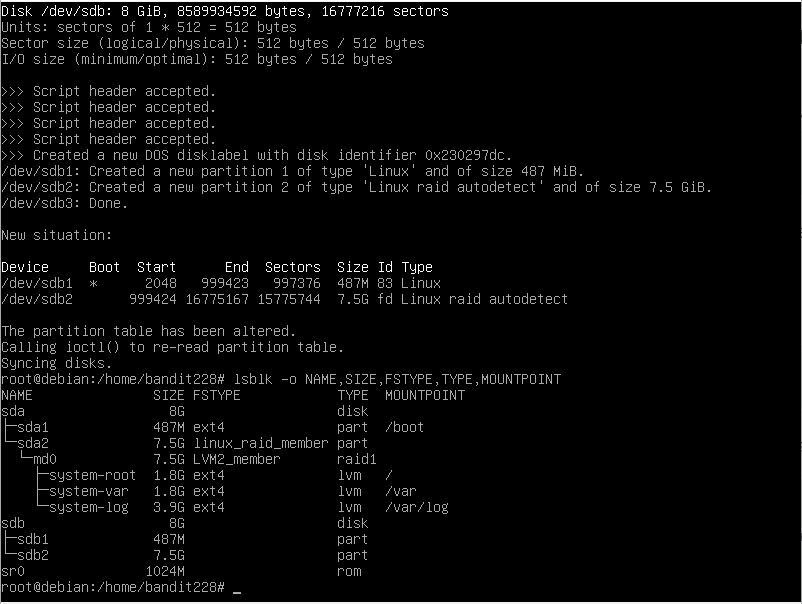 Disk /dev/sdb: 8 GiB, 8589934592 bytes, 16777216 sectors
Units: sectors of 1 * 512 = 512 bytes
Sector size (logical/physical): 512 bytes / 512 bytes
I/O size (minimum/optimal): 512 bytes / 512 bytes

>>> Script header accepted.
>>> Script header accepted.
>>> Script header accepted.
>>> Script header accepted.
>>> Created a new DOS disklabel with disk identifier 0x230297dc.
/dev/sdb1: Created a new partition 1 of type 'Linux' and of size 487 MiB.
/dev/sdb2: Created a new partition 2 of type 'Linux raid autodetect' and of size 7.5 GiB.
/dev/sdb3: Done.

New situation:

Device     Boot  Start      End  Sectors  Size Id Type
/dev/sdb1  *      2048   999423   997376  487M 83 Linux
/dev/sdb2       999424 16775167 15775744  7.5G fd Linux raid autodetect

The partition table has been altered.
Calling ioctl() to re-read partition table.
Syncing disks.
root@debian:/home/bandit228# lsblk -o NAME,SIZE,FSTYPE,TYPE,MOUNTPOINT
NAME               SIZE FSTYPE            TYPE  MOUNTPOINT
sda                  8G                   disk
├─sda1             487M ext4              part  /boot
└─sda2             7.5G linux_raid_member part
  └─md0            7.5G LVM2_member       raid1
    ├─system-root  1.8G ext4              lvm   /
    ├─system-var   1.8G ext4              lvm   /var
    └─system-log   3.9G ext4              lvm   /var/log
sdb                  8G                   disk
├─sdb1             487M                   part
└─sdb2             7.5G                   part
sr0               1024M                   rom
root@debian:/home/bandit228# _